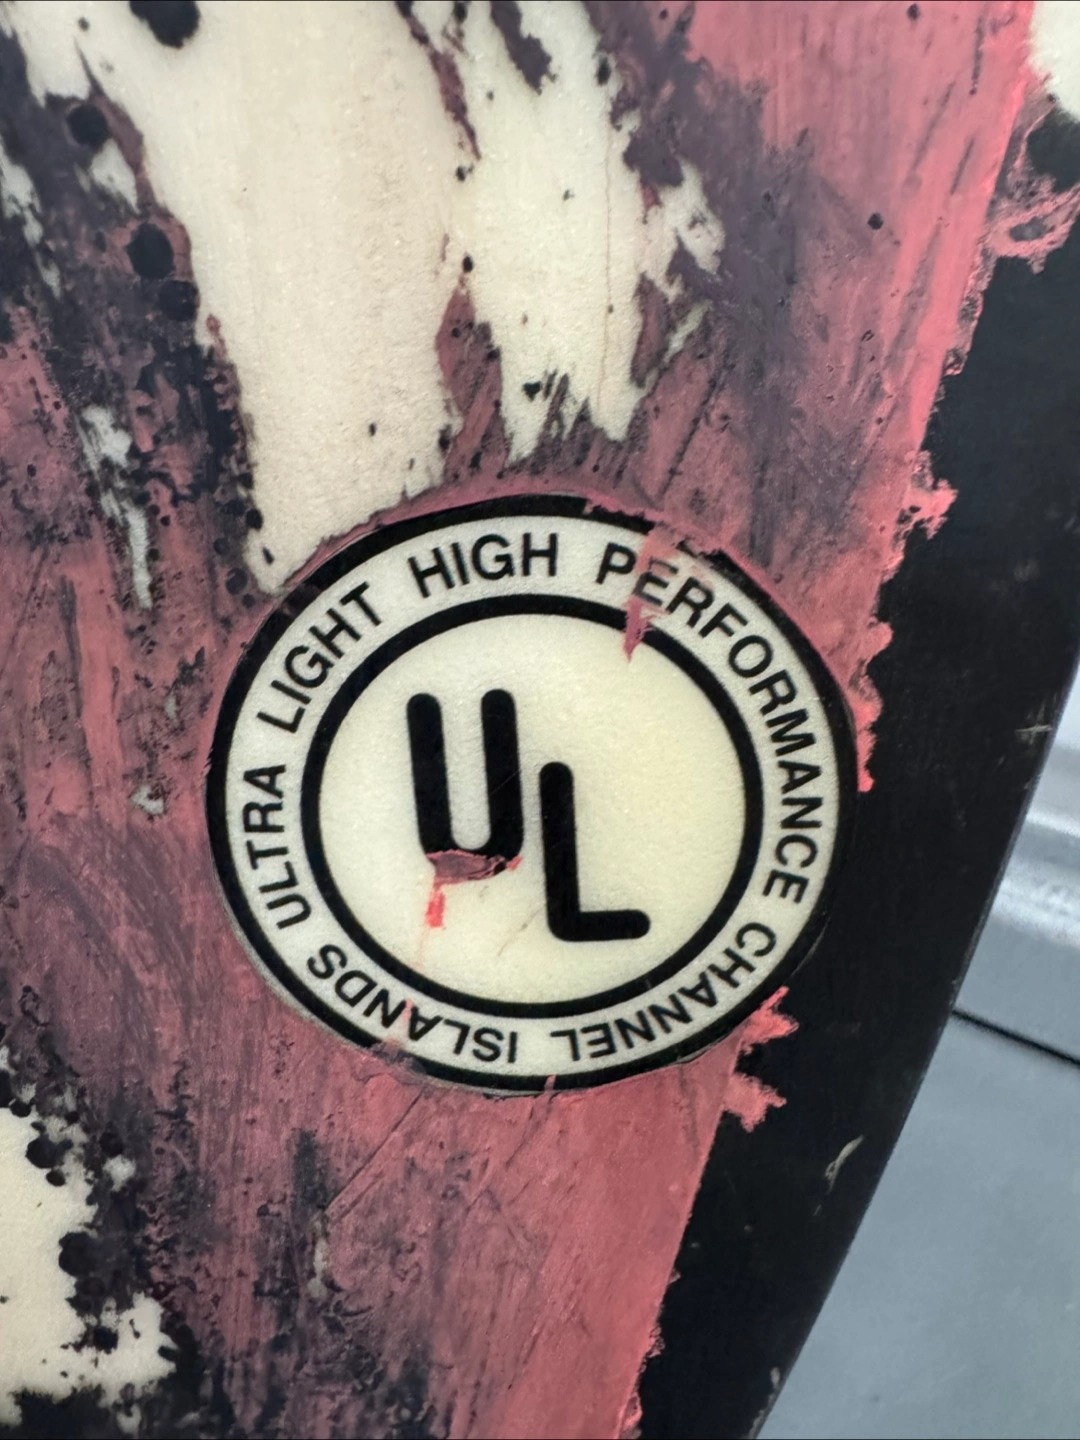 ULTRA LIGHT HIGH PERFORMANCE
CHANNEL ISLANDS
UL